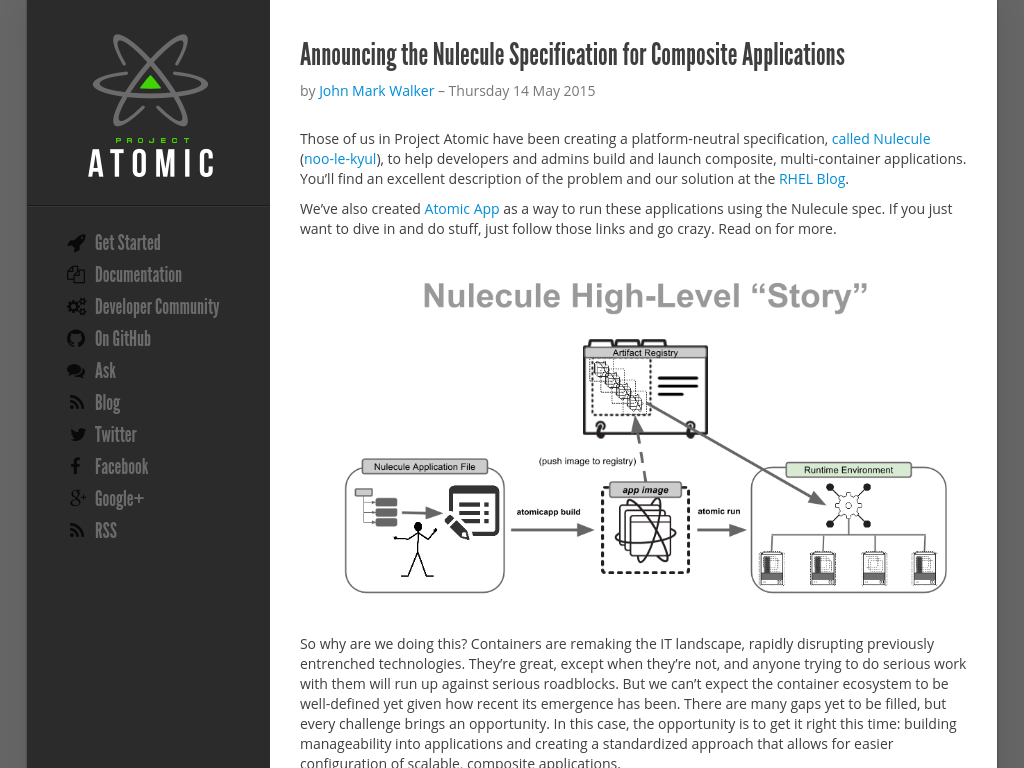 PROJECT
ATOMIC
Get Started
Documentation
Developer Community
On GitHub
Ask
Blog
Twitter
Facebook
Google+
RSS
Announcing the Nulecule Specification for Composite Applications
by John Mark Walker – Thursday 14 May 2015
Those of us in Project Atomic have been creating a platform-neutral specification, called Nulecule
(noo-le-kyul), to help developers and admins build and launch composite, multi-container applications.
You’ll find an excellent description of the problem and our solution at the RHEL Blog.
We’ve also created Atomic App as a way to run these applications using the Nulecule spec. If you just
want to dive in and do stuff, just follow those links and go crazy. Read on for more.
Nulecule High-Level “Story”
Artifact Registry
(push image to registry)
Nulecule Application File
atomicapp build
app image
atomic run
Runtime Environment
So why are we doing this? Containers are remaking the IT landscape, rapidly disrupting previously
entrenched technologies. They’re great, except when they’re not, and anyone trying to do serious work
with them will run up against serious roadblocks. But we can’t expect the container ecosystem to be
well-defined yet given how recent its emergence has been. There are many gaps yet to be filled, but
every challenge brings an opportunity. In this case, the opportunity is to get it right this time: building
manageability into applications and creating a standardized approach that allows for easier
configuration of scalable, composite applications.